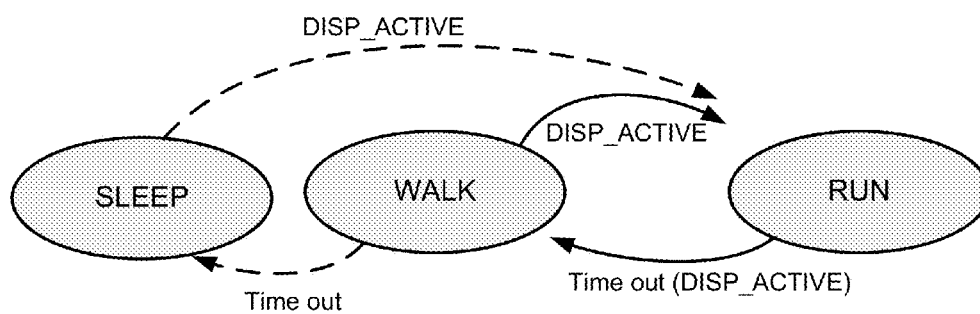 DISP_ACTIVE
DISP_ACTIVE
SLEEP
WALK
RUN
Time out (DISP_ACTIVE)
Time out